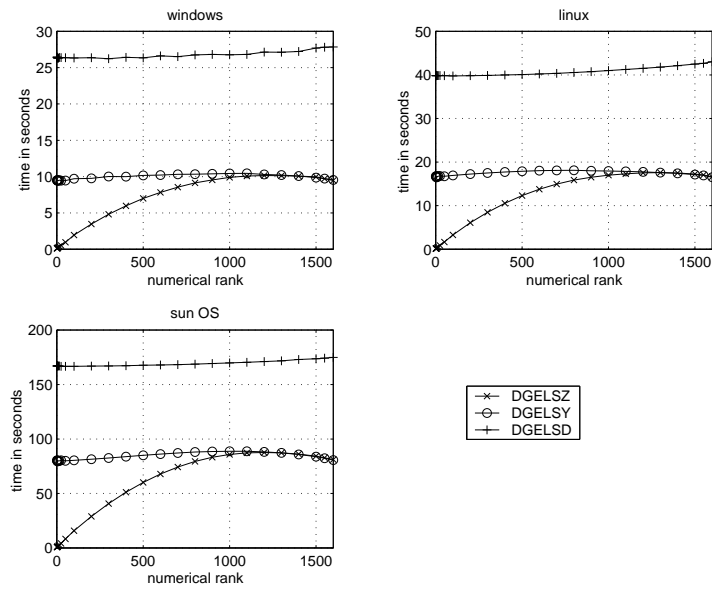 windows
30
25
20
15
10
5
0
time in seconds
0 500 1000 1500
numerical rank
linux
50
40
30
20
10
0
time in seconds
0 500 1000 1500
numerical rank
sun OS
200
150
100
50
0
time in seconds
0 500 1000 1500
numerical rank
DGELSZ
DGELSY
DGELSD